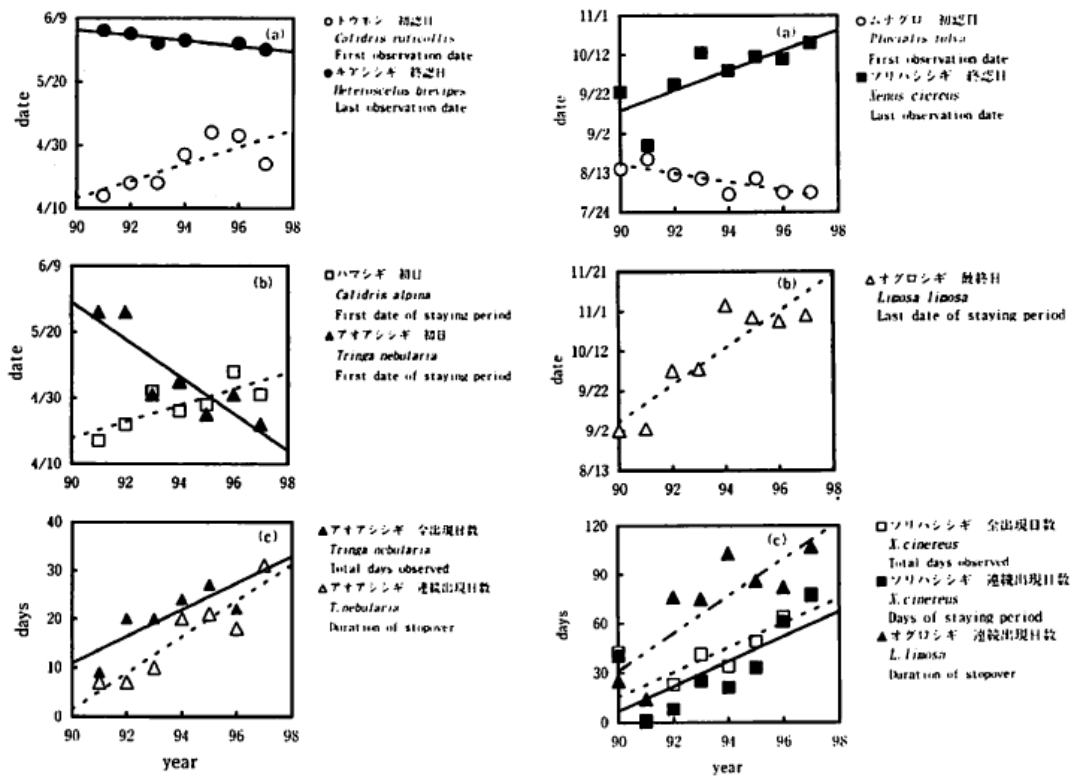 (a)
6/9
5/20
4/30
4/10
date
90 92 94 96 98
○トウネン 初認日
Calidris ruticollis
First observation date
●キアシシギ 終認日
Heteroscelus brevipes
Last observation date
(a)
11/1
10/12
9/22
9/2
8/13
7/24
date
90 92 94 96 98
○ムナグロ 初認日
Pluvialis fulva
First observation date
■ソリハシシギ 終認日
Xenus ciereus
Last observation date
(b)
6/9
5/20
4/30
4/10
date
90 92 94 96 98
□ハマシギ 初日
Calidris alpina
First date of staying period
▲アオアシシギ 初日
Tringa nebularia
First date of staying period
(b)
11/21
11/1
10/12
9/22
9/2
8/13
date
90 92 94 96 98
△オグロシギ 最終日
Limosa limosa
Last date of staying period
(c)
40
30
20
10
0
days
90 92 94 96 98
year
▲アオアシシギ 全出現日数
Tringa nebularia
Total days observed
△アオアシシギ 連続出現日数
T.nebularia
Duration of stopover
(c)
120
90
60
30
0
days
90 92 94 96 98
year
□ソリハシシギ 全出現日数
X.cinereus
Total days observed
■ソリハシシギ 連続出現日数
X.cinereus
Days of staying period
▲オグロシギ 連続出現日数
L.limosa
Duration of stopover